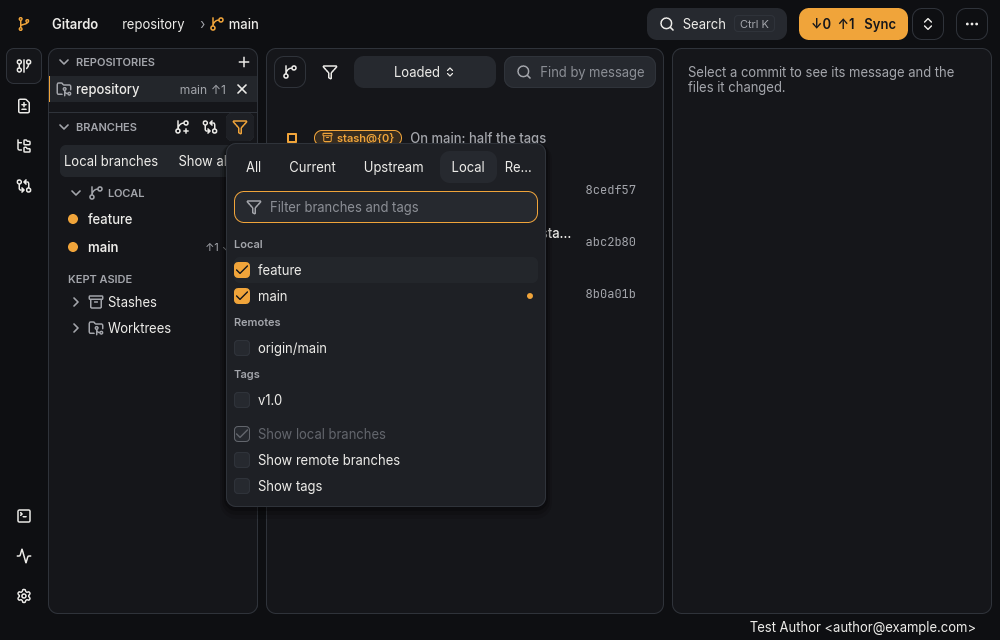 Gitardo repository › main Search Ctrl K ↓0 ↑1 Sync
REPOSITORIES
repository main ↑1
Loaded
Find by message
Select a commit to see its message and the
files it changed.
BRANCHES
Local branches Show al
LOCAL
feature
main ↑1
KEPT ASIDE
Stashes
Worktrees
stash@{0} On main: half the tags
8cedf57
sta... abc2b80
8b0a01b
All Current Upstream Local Re...
Filter branches and tags
Local
feature
main
Remotes
origin/main
Tags
v1.0
Show local branches
Show remote branches
Show tags
Test Author <author@example.com>